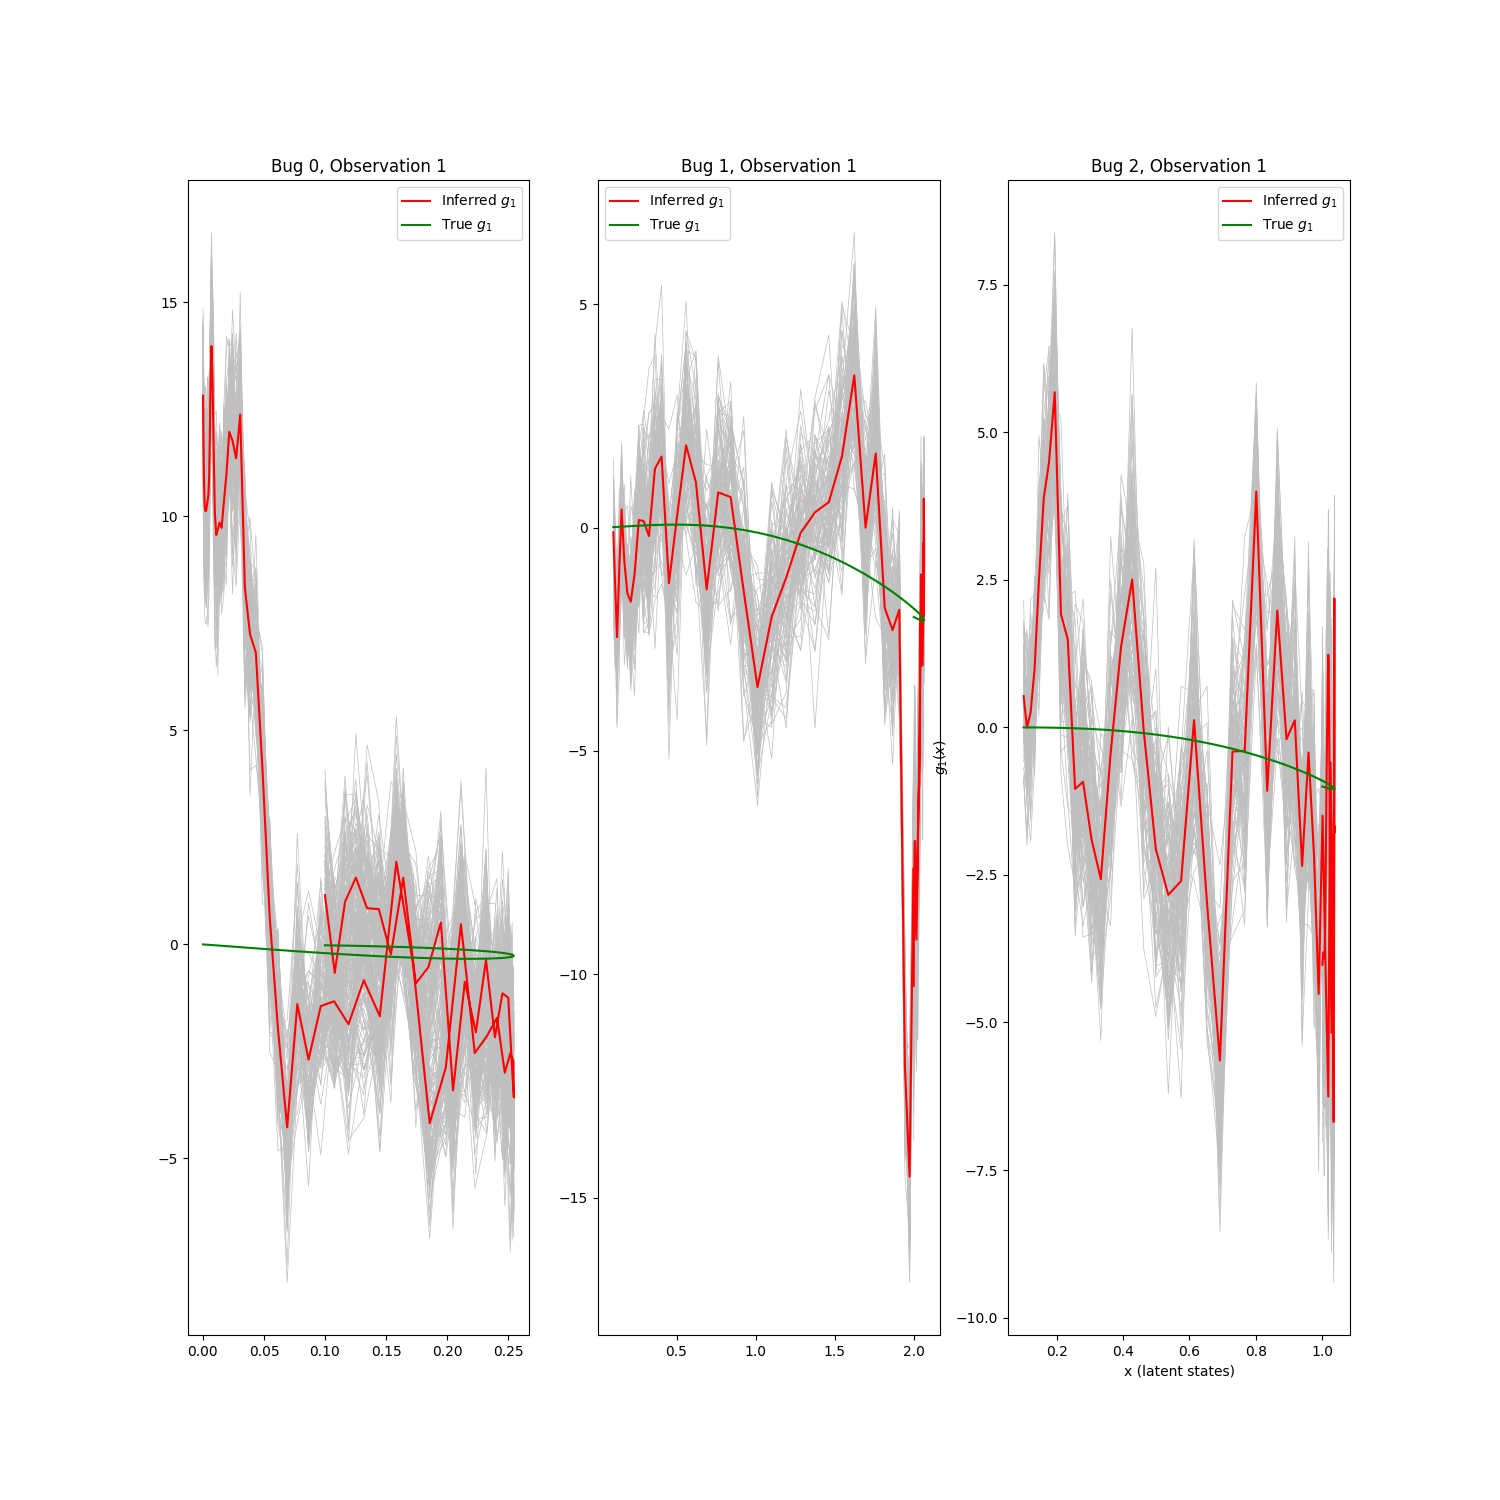 Bug 0, Observation 1
Inferred g₁
True g₁
15
10
5
0
−5
0.00 0.05 0.10 0.15 0.20 0.25
Bug 1, Observation 1
Inferred g₁
True g₁
5
0
−5
−10
−15
0.5 1.0 1.5 2.0
Bug 2, Observation 1
Inferred g₁
True g₁
g₁(x)
7.5
5.0
2.5
0.0
−2.5
−5.0
−7.5
−10.0
0.2 0.4 0.6 0.8 1.0
x (latent states)